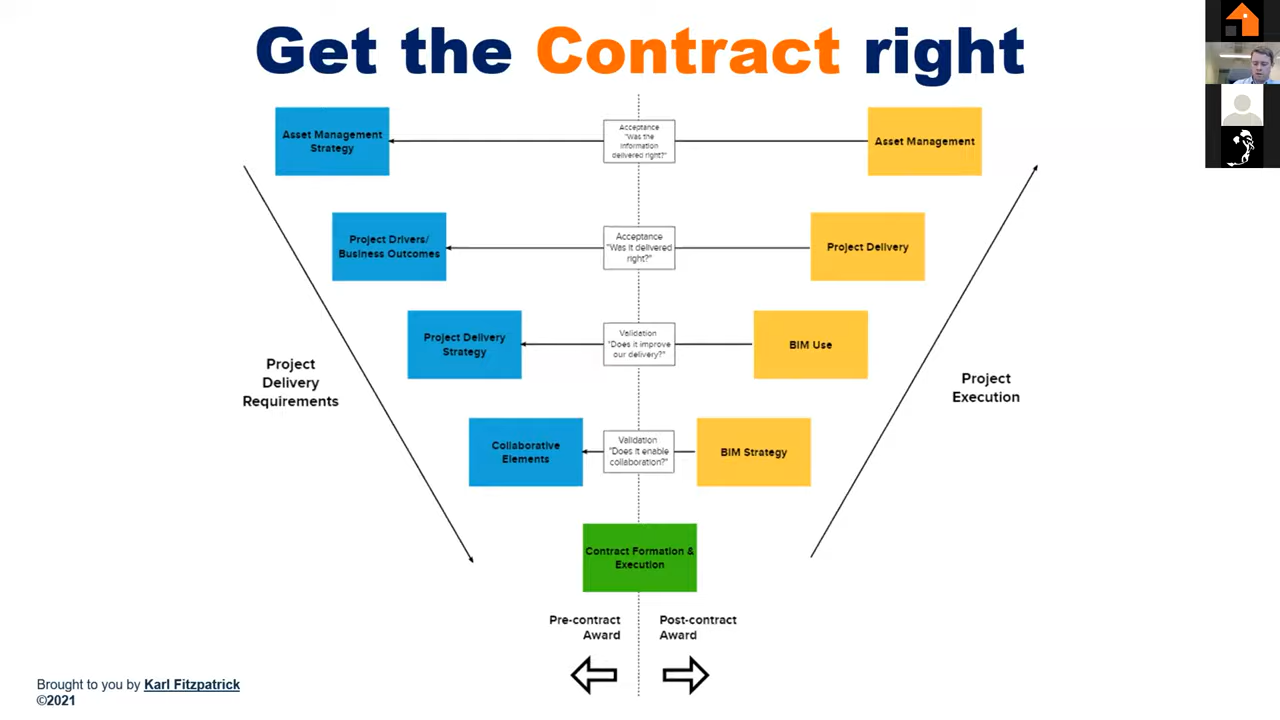 Get the Contract right
Asset Management
Strategy
Acceptance
"Was the
information
delivered right?"
Asset Management
Project Drivers/
Business Outcomes
Acceptance
"Was it delivered
right?"
Project Delivery
Project Delivery
Strategy
Validation
"Does it improve
our delivery?"
BIM Use
Project
Delivery
Requirements
Project
Execution
Collaborative
Elements
Validation
"Does it enable
collaboration?"
BIM Strategy
Contract Formation &
Execution
Pre-contract
Award
Post-contract
Award
Brought to you by Karl Fitzpatrick
©2021